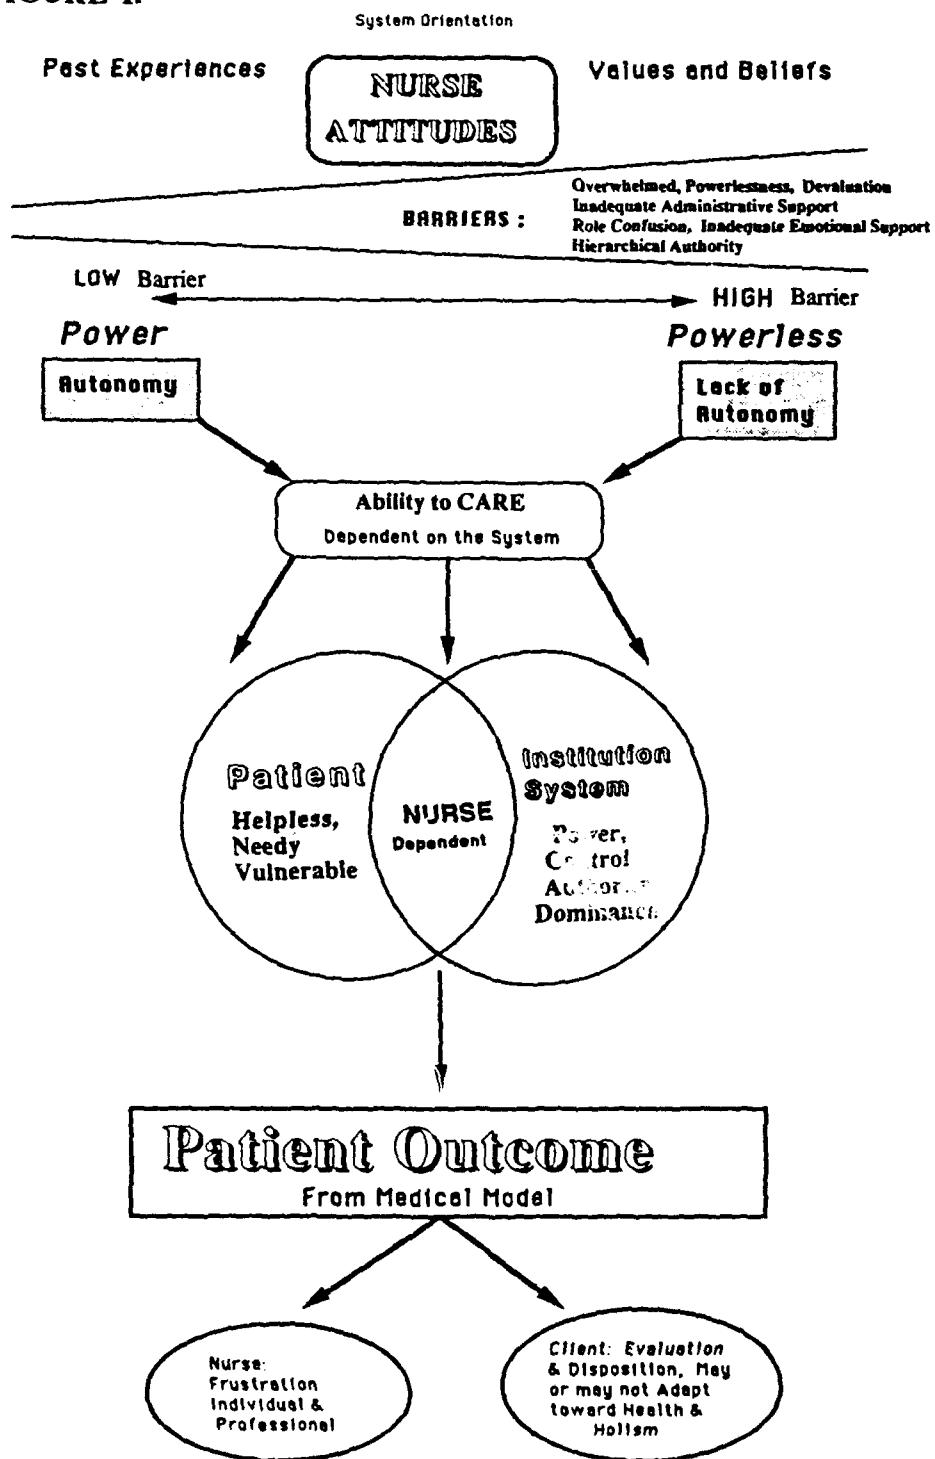 System Orientation
Past Experiences
NURSE
ATTITUDES
Values and Beliefs
BARRIERS :
Overwhelmed, Powerlessness, Devaluation
Inadequate Administrative Support
Role Confusion, Inadequate Emotional Support
Hierarchical Authority
LOW Barrier
HIGH Barrier
Power
Powerless
Autonomy
Lack of
Autonomy
Ability to CARE
Dependent on the System
Patient
Helpless,
Needy
Vulnerable
NURSE
Dependent
Institution
System
Power,
Control
Dominance
Patient Outcome
From Medical Model
Nurse:
Frustration
Individual &
Professional
Client: Evaluation
& Disposition, May
or may not Adapt
toward Health &
Holism